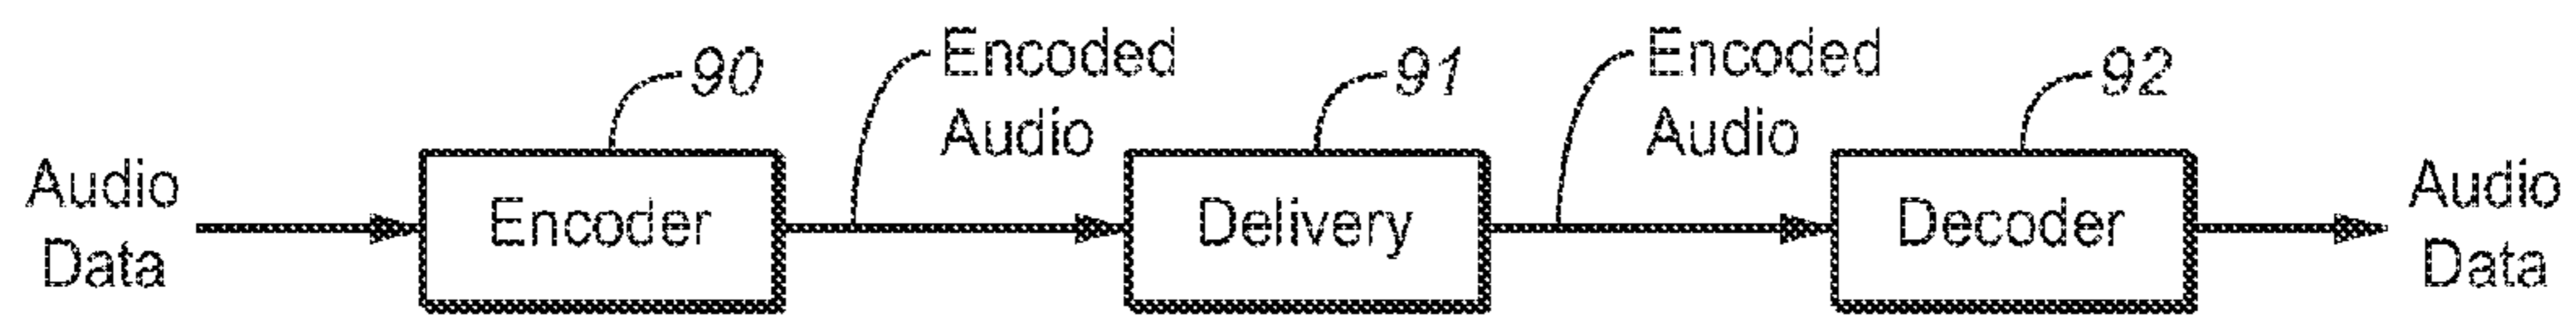 Audio
Data
90
Encoder
Encoded
Audio
91
Delivery
Encoded
Audio
92
Decoder
Audio
Data